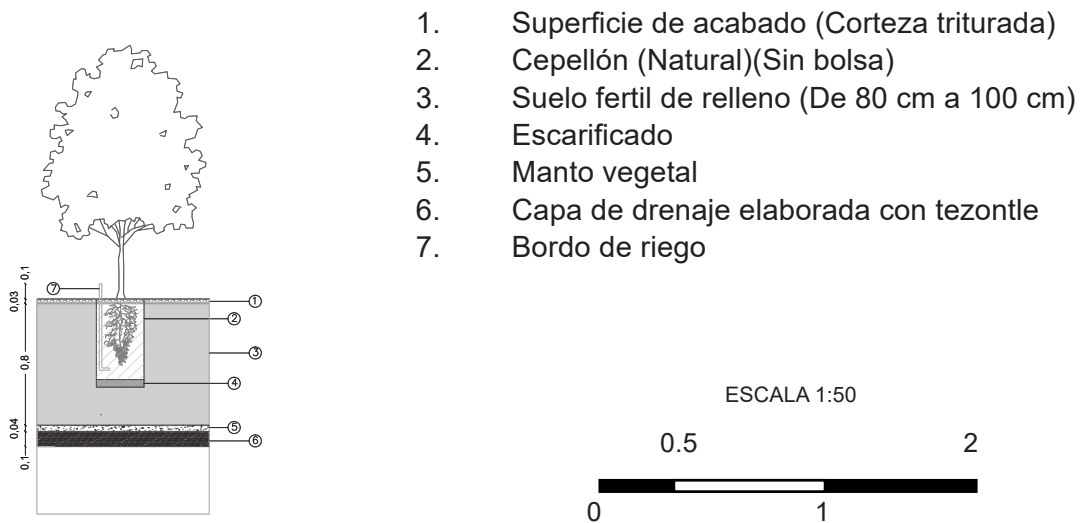 1. Superficie de acabado (Corteza triturada)
2. Cepellón (Natural)(Sin bolsa)
3. Suelo fertil de relleno (De 80 cm a 100 cm)
4. Escarificado
5. Manto vegetal
6. Capa de drenaje elaborada con tezontle
7. Bordo de riego
0,1
0,03
0,8
0,04
0,1
7
1
2
3
4
5
6
ESCALA 1:50
0.5 2
0 1